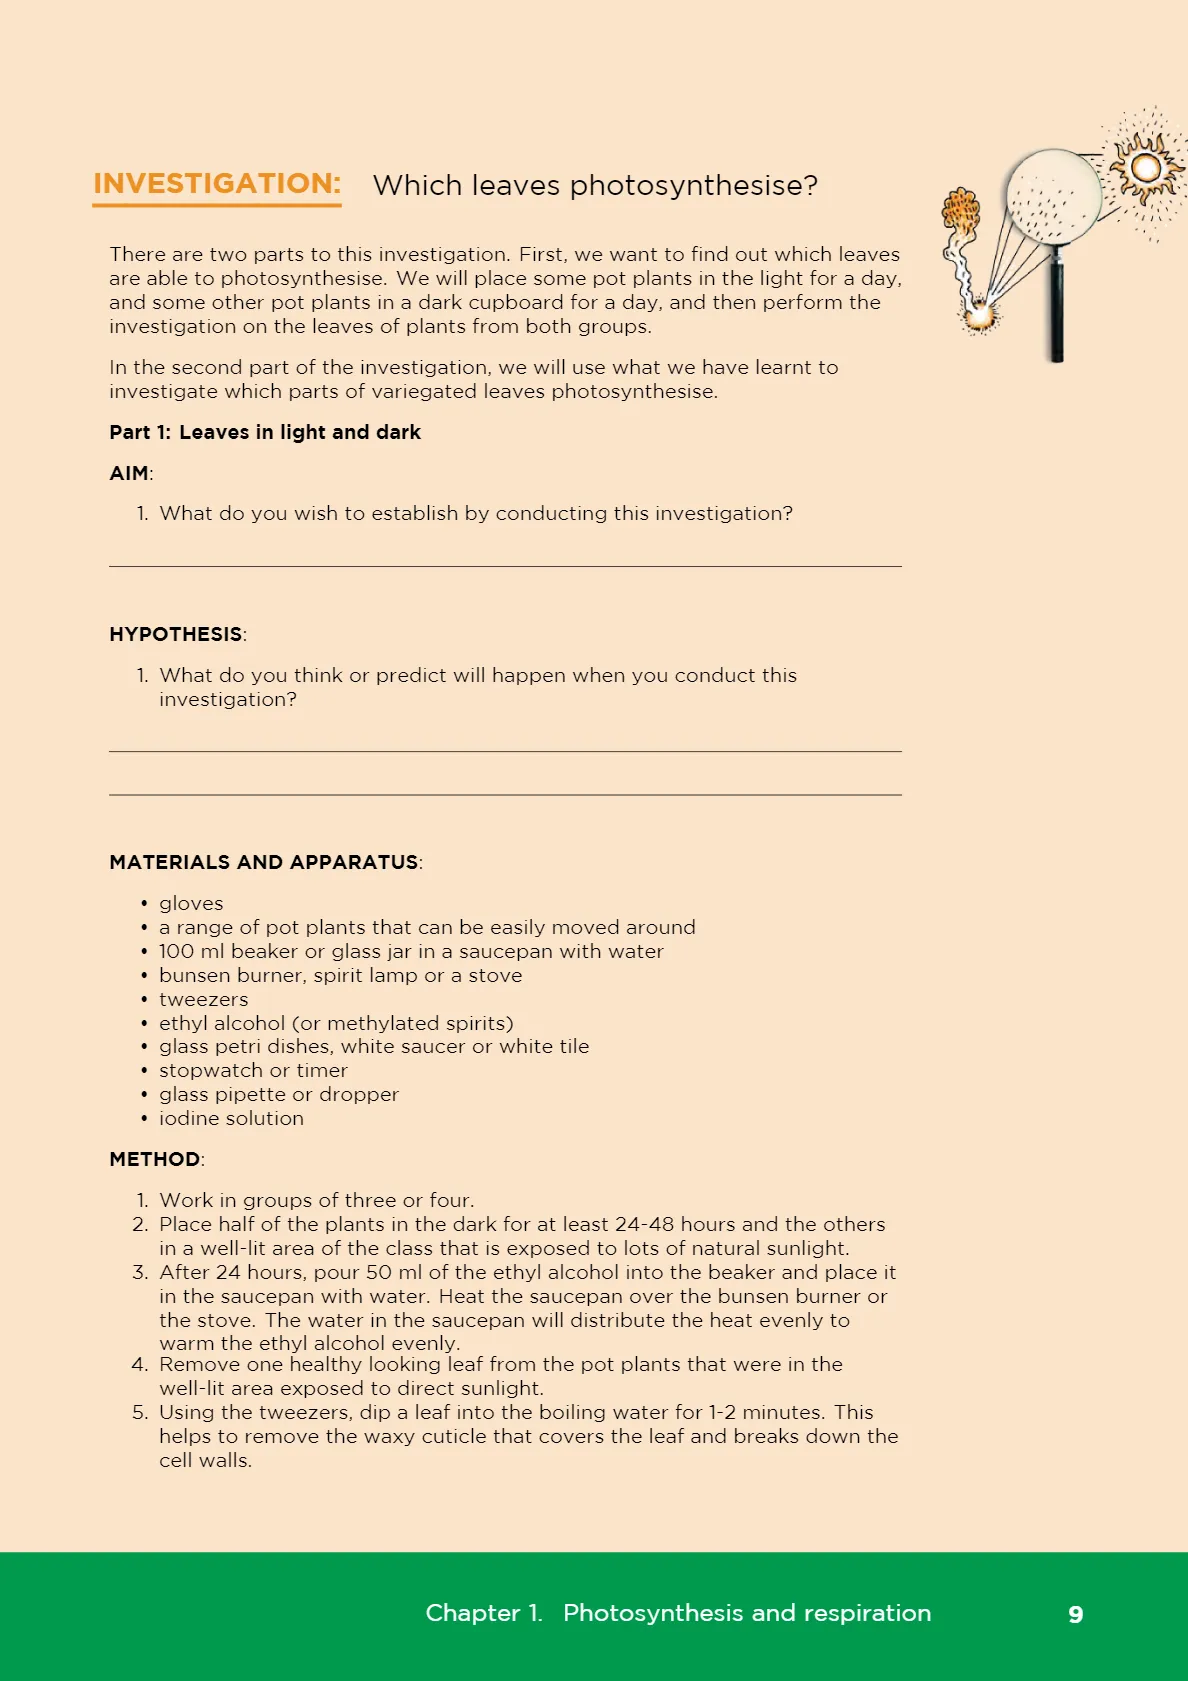 INVESTIGATION: Which leaves photosynthesise?
There are two parts to this investigation. First, we want to find out which leaves
are able to photosynthesise. We will place some pot plants in the light for a day,
and some other pot plants in a dark cupboard for a day, and then perform the
investigation on the leaves of plants from both groups.
In the second part of the investigation, we will use what we have learnt to
investigate which parts of variegated leaves photosynthesise.
Part 1: Leaves in light and dark
AIM:
1. What do you wish to establish by conducting this investigation?
HYPOTHESIS:
1. What do you think or predict will happen when you conduct this
investigation?
MATERIALS AND APPARATUS:
• gloves
• a range of pot plants that can be easily moved around
• 100 ml beaker or glass jar in a saucepan with water
• bunsen burner, spirit lamp or a stove
• tweezers
• ethyl alcohol (or methylated spirits)
• glass petri dishes, white saucer or white tile
• stopwatch or timer
• glass pipette or dropper
• iodine solution
METHOD:
1. Work in groups of three or four.
2. Place half of the plants in the dark for at least 24-48 hours and the others
in a well-lit area of the class that is exposed to lots of natural sunlight.
3. After 24 hours, pour 50 ml of the ethyl alcohol into the beaker and place it
in the saucepan with water. Heat the saucepan over the bunsen burner or
the stove. The water in the saucepan will distribute the heat evenly to
warm the ethyl alcohol evenly.
4. Remove one healthy looking leaf from the pot plants that were in the
well-lit area exposed to direct sunlight.
5. Using the tweezers, dip a leaf into the boiling water for 1-2 minutes. This
helps to remove the waxy cuticle that covers the leaf and breaks down the
cell walls.
Chapter 1. Photosynthesis and respiration 9